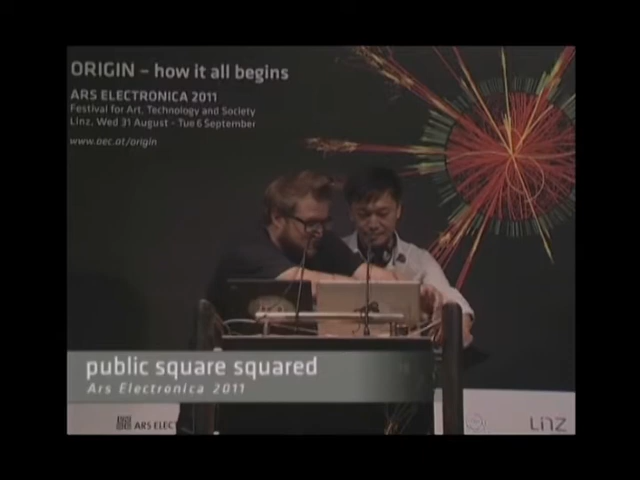 ORIGIN – how it all begins
ARS ELECTRONICA 2011
Festival for Art, Technology and Society
Linz, Wed 31 August - Tue 6 September
www.aec.at/origin
public square squared
Ars Electronica 2011
ARS ELEC
LINZ